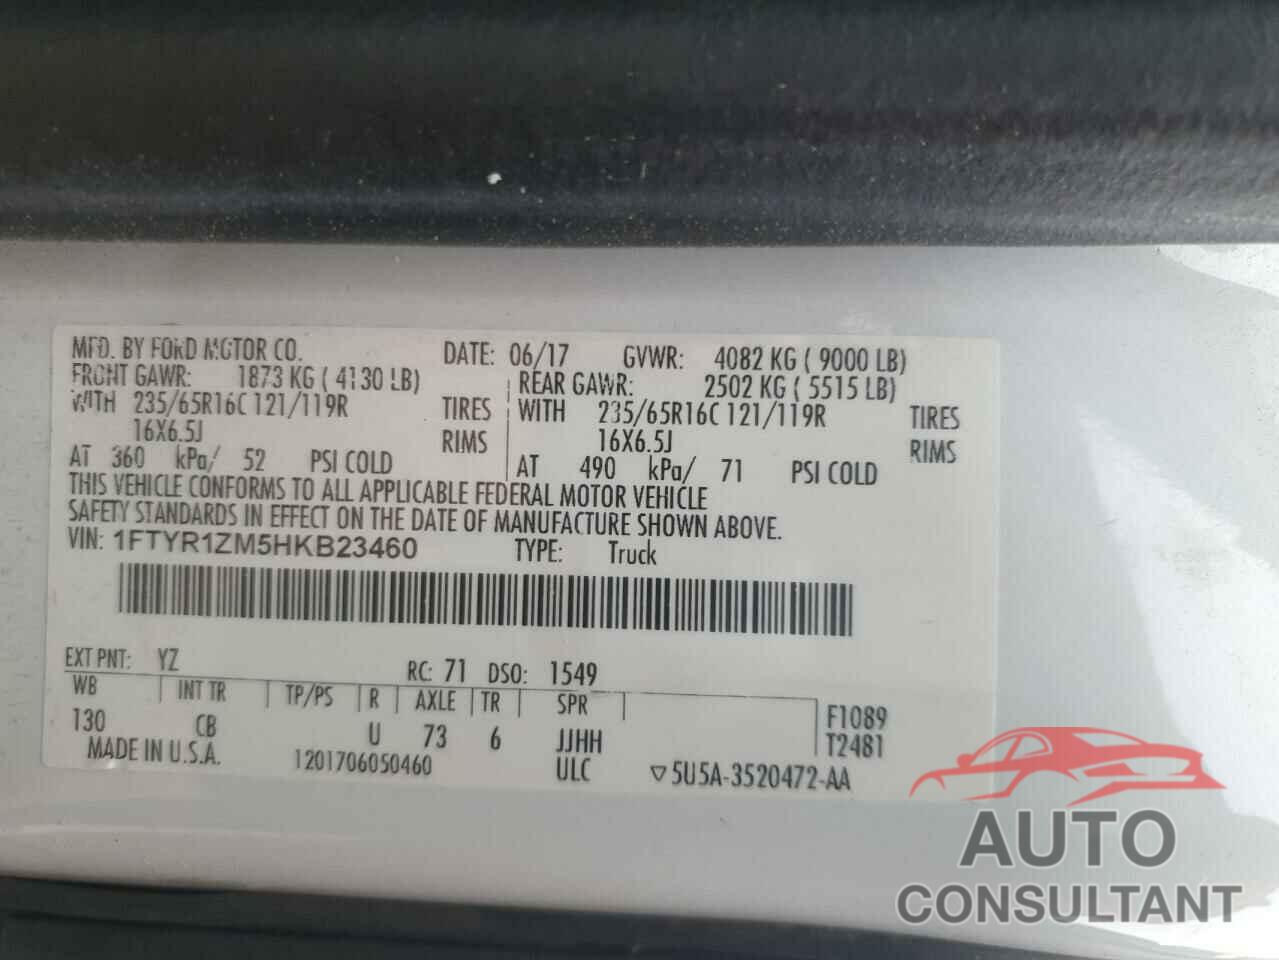 MFD. BY FORD MOTOR CO. DATE: 06/17 GVWR: 4082 KG ( 9000 LB)
FRONT GAWR: 1873 KG ( 4130 LB) REAR GAWR: 2502 KG ( 5515 LB)
WITH 235/65R16C 121/119R TIRES WITH 235/65R16C 121/119R TIRES
16X6.5J RIMS 16X6.5J RIMS
AT 360 kPa/ 52 PSI COLD AT 490 kPa/ 71 PSI COLD
THIS VEHICLE CONFORMS TO ALL APPLICABLE FEDERAL MOTOR VEHICLE
SAFETY STANDARDS IN EFFECT ON THE DATE OF MANUFACTURE SHOWN ABOVE.
VIN: 1FTYR1ZM5HKB23460 TYPE: Truck
EXT PNT: YZ RC: 71 DSO: 1549
WB INT TR TP/PS R AXLE TR SPR F1089
130 CB U 73 6 JJHH T2481
MADE IN U.S.A. 1201706050460 ULC ▽5U5A-3520472-AA
AUTO
CONSULTANT